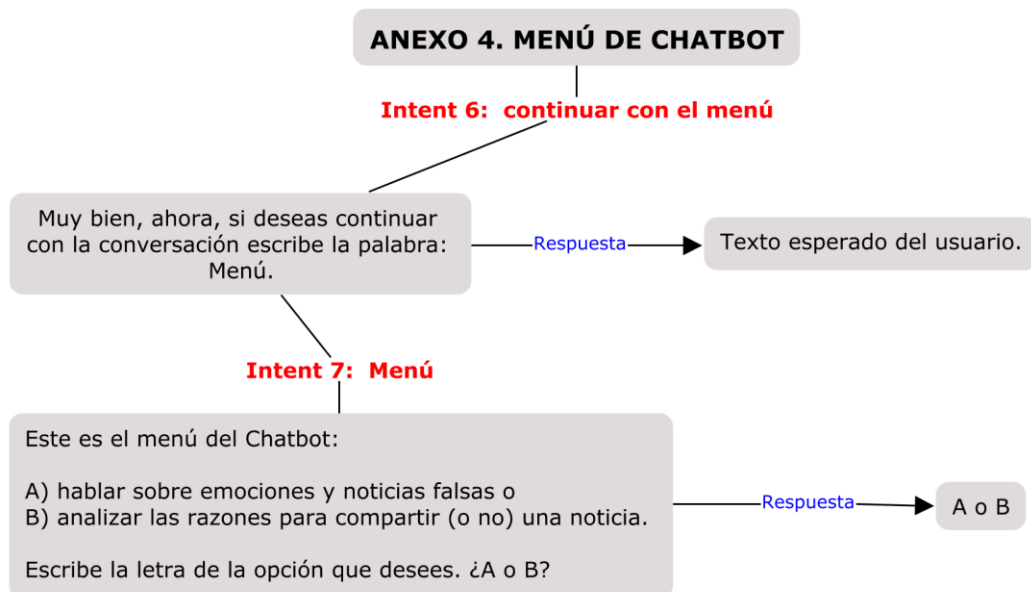 ANEXO 4. MENÚ DE CHATBOT
Intent 6:  continuar con el menú
Muy bien, ahora, si deseas continuar
con la conversación escribe la palabra:
Menú.
Respuesta
Texto esperado del usuario.
Intent 7:  Menú
Este es el menú del Chatbot:
A) hablar sobre emociones y noticias falsas o
B) analizar las razones para compartir (o no) una noticia.
Escribe la letra de la opción que desees. ¿A o B?
Respuesta
A o B